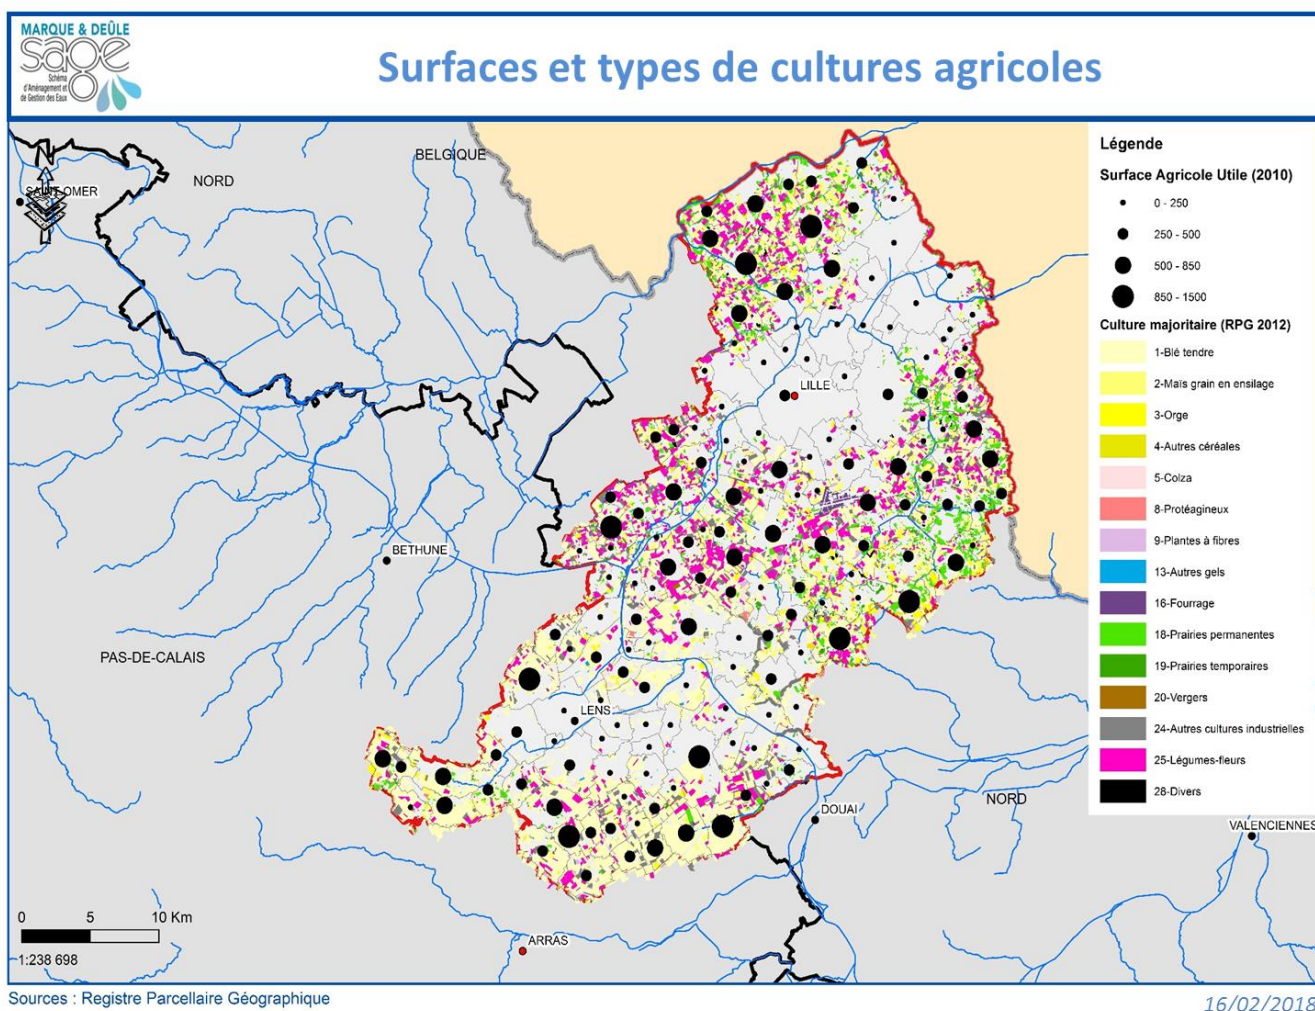 MARQUE & DEÛLE
sage
Schéma
d'Aménagement et
de Gestion des Eaux
Surfaces et types de cultures agricoles
N
SAINT-OMER
NORD
BELGIQUE
LILLE
BETHUNE
PAS-DE-CALAIS
LENS
DOUAI
NORD
VALENCIENNES
ARRAS
0 5 10 Km
1:238 698
Légende
Surface Agricole Utile (2010)
0 - 250
250 - 500
500 - 850
850 - 1500
Culture majoritaire (RPG 2012)
1-Blé tendre
2-Maïs grain en ensilage
3-Orge
4-Autres céréales
5-Colza
8-Protéagineux
9-Plantes à fibres
13-Autres gels
16-Fourrage
18-Prairies permanentes
19-Prairies temporaires
20-Vergers
24-Autres cultures industrielles
25-Légumes-fleurs
28-Divers
Sources : Registre Parcellaire Géographique
16/02/2018